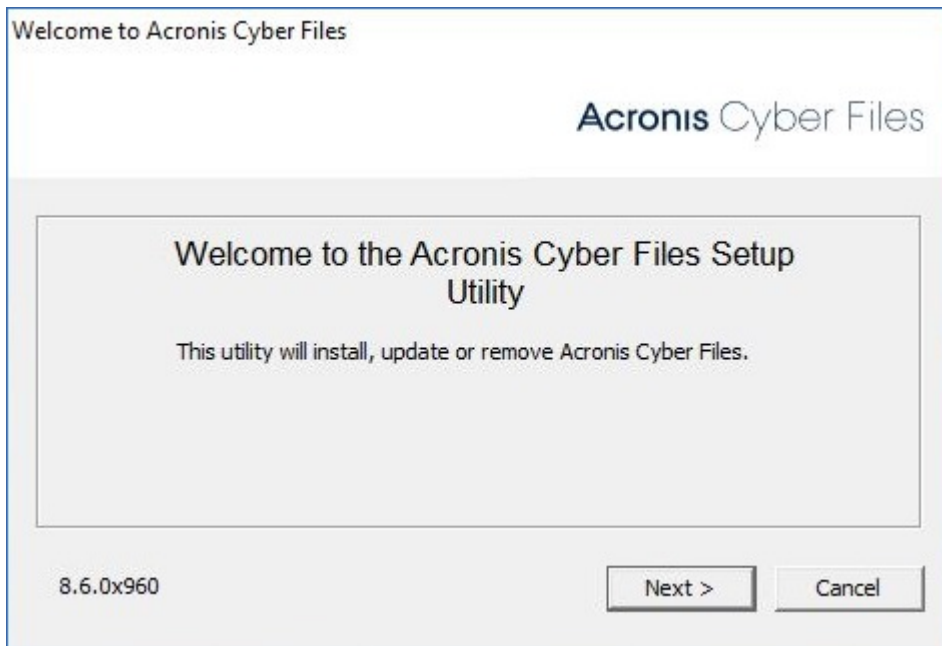 Welcome to Acronis Cyber Files
Acronis Cyber Files
Welcome to the Acronis Cyber Files Setup
Utility
This utility will install, update or remove Acronis Cyber Files.
8.6.0x960
Next >
Cancel